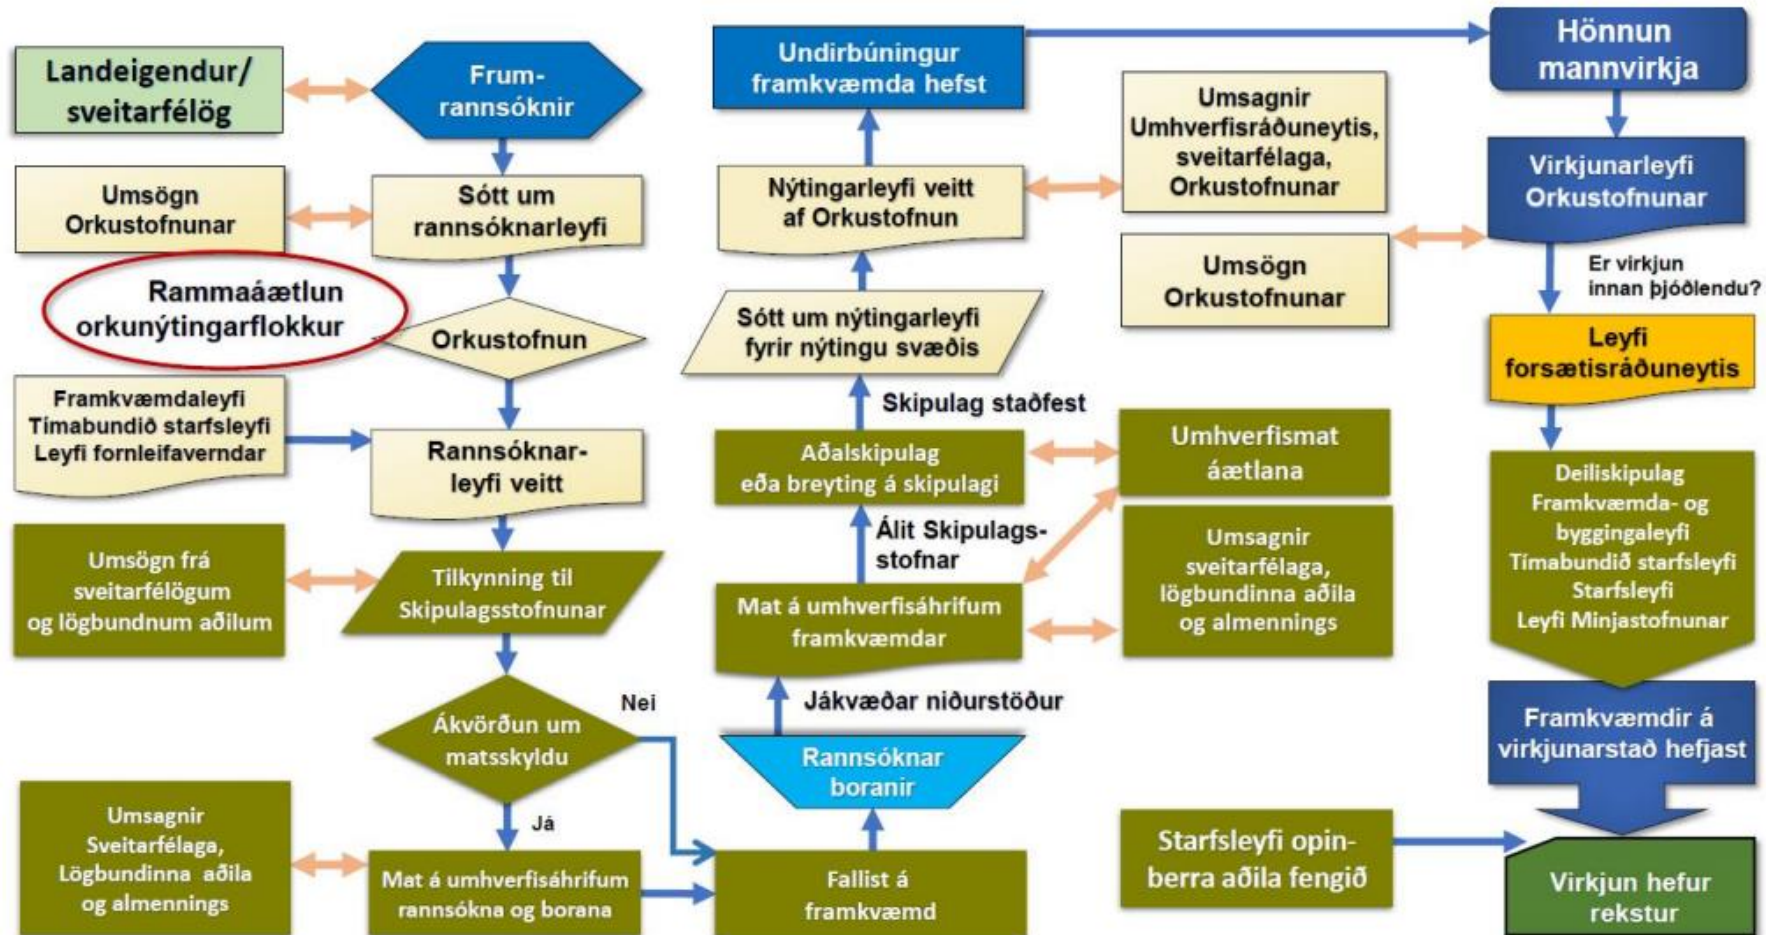 Landeigendur/
sveitarfélög
Frum-
rannsóknir
Umsögn
Orkustofnunar
Sótt um
rannsóknarleyfi
Rammaáætlun
orkunýtingarflokkur
Orkustofnun
Framkvæmdaleyfi
Tímabundið starfsleyfi
Leyfi fornleifaverndar
Rannsóknar-
leyfi veitt
Umsögn frá
sveitarfélögum
og lögbundnum aðilum
Tilkynning til
Skipulagsstofnunar
Ákvörðun um
matsskyldu
Nei
Já
Umsagnir
Sveitarfélaga,
Lögbundinna aðila
og almennings
Mat á umhverfisáhrifum
rannsókna og borana
Fallist á
framkvæmd
Rannsóknar
boranir
Jákvæðar niðurstöður
Mat á umhverfisáhrifum
framkvæmdar
Álit Skipulags-
stofnar
Aðalskipulag
eða breyting á skipulagi
Skipulag staðfest
Sótt um nýtingarleyfi
fyrir nýtingu svæðis
Nýtingarleyfi veitt
af Orkustofnun
Undirbúningur
framkvæmda hefst
Umsagnir
Umhverfisráðuneytis,
sveitarfélaga,
Orkustofnunar
Umsögn
Orkustofnunar
Umhverfismat
áætlana
Umsagnir
sveitarfélaga,
lögbundinna aðila
og almennings
Starfsleyfi opin-
berra aðila fengið
Hönnun
mannvirkja
Virkjunarleyfi
Orkustofnunar
Er virkjun
innan þjóðlendu?
Leyfi
forsætisráðuneytis
Deiliskipulag
Framkvæmda- og
byggingaleyfi
Tímabundið starfsleyfi
Starfsleyfi
Leyfi Minjastofnunar
Framkvæmdir á
virkjunarstað hefjast
Virkjun hefur
rekstur